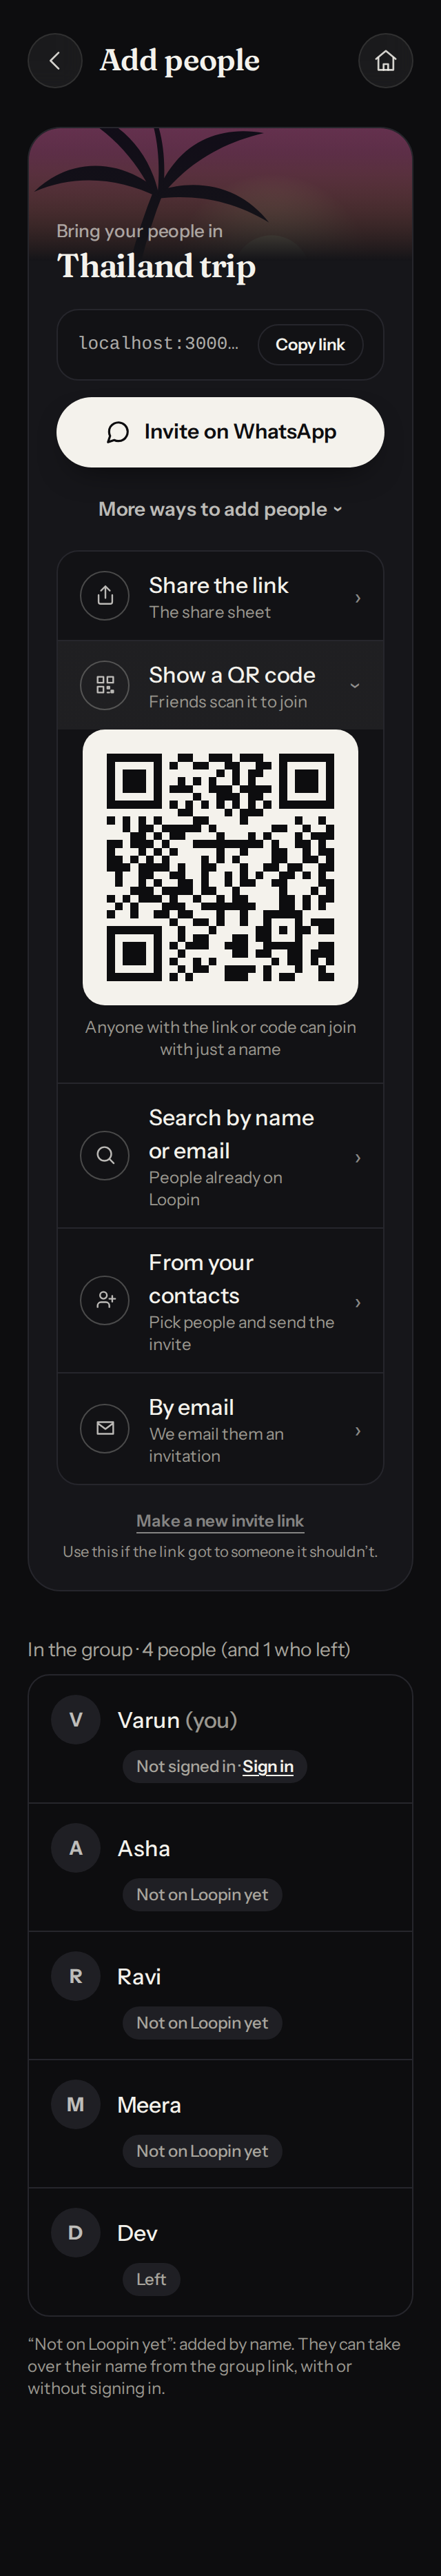 Add people
Bring your people in
Thailand trip
localhost:3000…
Copy link
Invite on WhatsApp
More ways to add people
Share the link
The share sheet
Show a QR code
Friends scan it to join
Anyone with the link or code can join
with just a name
Search by name
or email
People already on
Loopin
From your
contacts
Pick people and send the
invite
By email
We email them an
invitation
Make a new invite link
Use this if the link got to someone it shouldn’t.
In the group · 4 people (and 1 who left)
V
Varun (you)
Not signed in · Sign in
A
Asha
Not on Loopin yet
R
Ravi
Not on Loopin yet
M
Meera
Not on Loopin yet
D
Dev
Left
“Not on Loopin yet”: added by name. They can take
over their name from the group link, with or
without signing in.